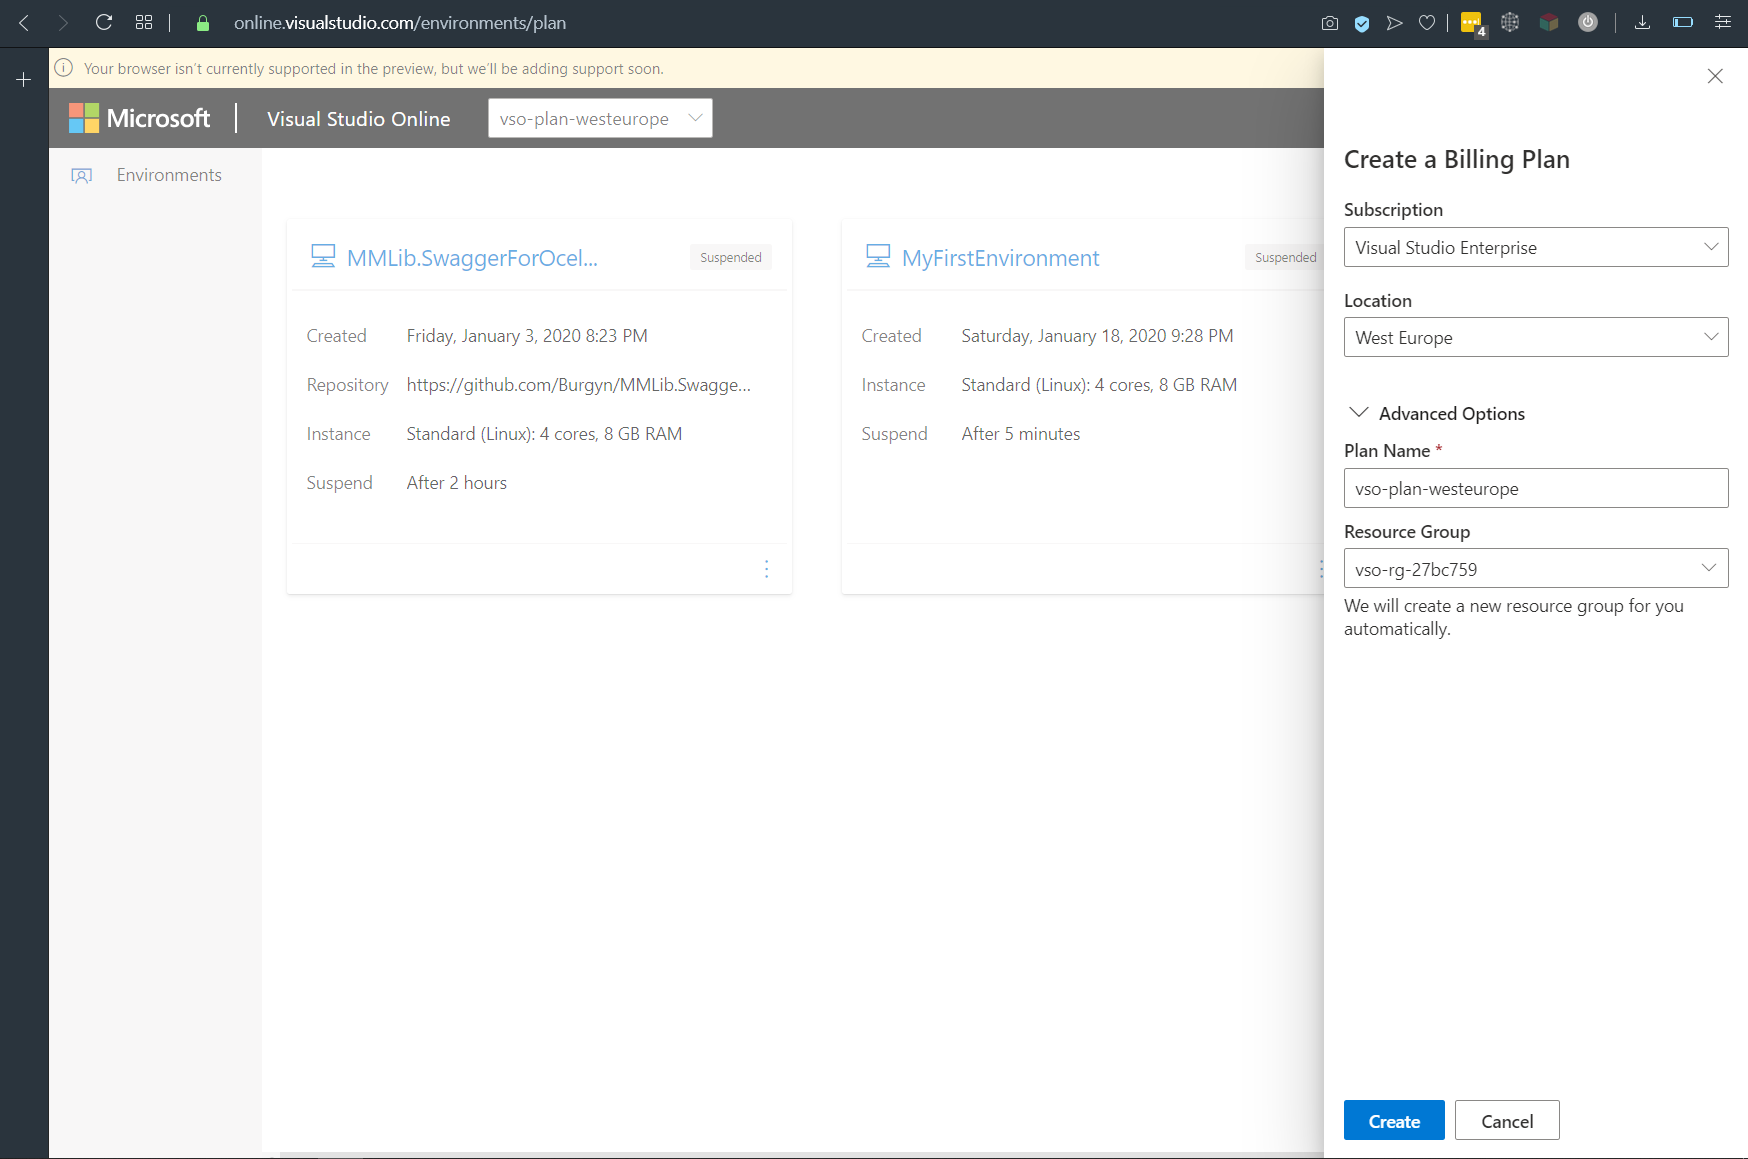 online.visualstudio.com/environments/plan
4
Your browser isn't currently supported in the preview, but we'll be adding support soon.
Microsoft
Visual Studio Online
vso-plan-westeurope
Environments
MMLib.SwaggerForOcel...
Suspended
Created
Friday, January 3, 2020 8:23 PM
Repository
https://github.com/Burgyn/MMLib.Swagge...
Instance
Standard (Linux): 4 cores, 8 GB RAM
Suspend
After 2 hours
MyFirstEnvironment
Suspended
Created
Saturday, January 18, 2020 9:28 PM
Instance
Standard (Linux): 4 cores, 8 GB RAM
Suspend
After 5 minutes
Create a Billing Plan
Subscription
Visual Studio Enterprise
Location
West Europe
Advanced Options
Plan Name *
vso-plan-westeurope
Resource Group
vso-rg-27bc759
We will create a new resource group for you
automatically.
Create
Cancel